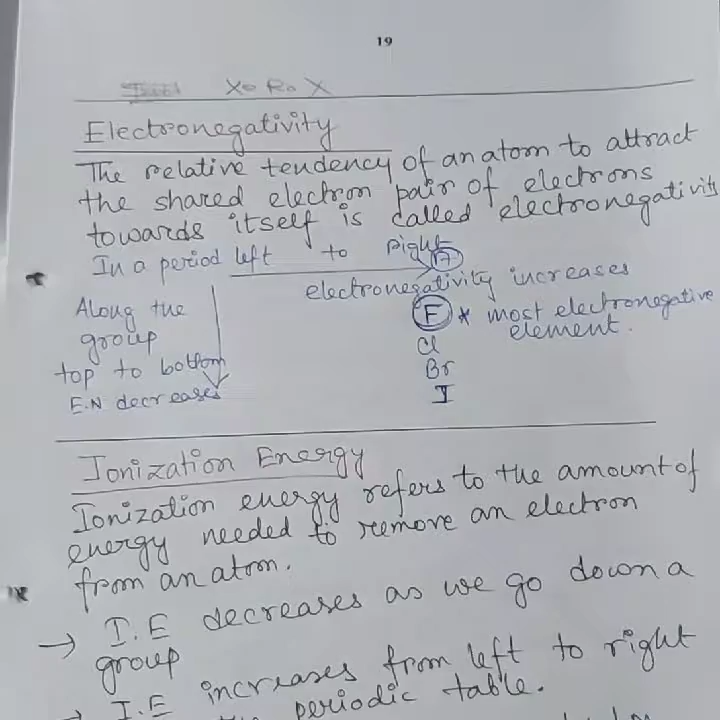 19
X₀ R₀ X
Electronegativity
The relative tendency of an atom to attract
the shared electron pair of electrons
towards itself is called electronegativity
In a period left to right
17
electronegativity increases
Along the
group
top to bottom
E.N decreases
F * most electronegative
element.
Cl
Br
I
Ionization Energy
Ionization energy refers to the amount of
energy needed to remove an electron
from an atom.
→ I.E decreases as we go down a
group
→ I.E increases from left to right
periodic table.